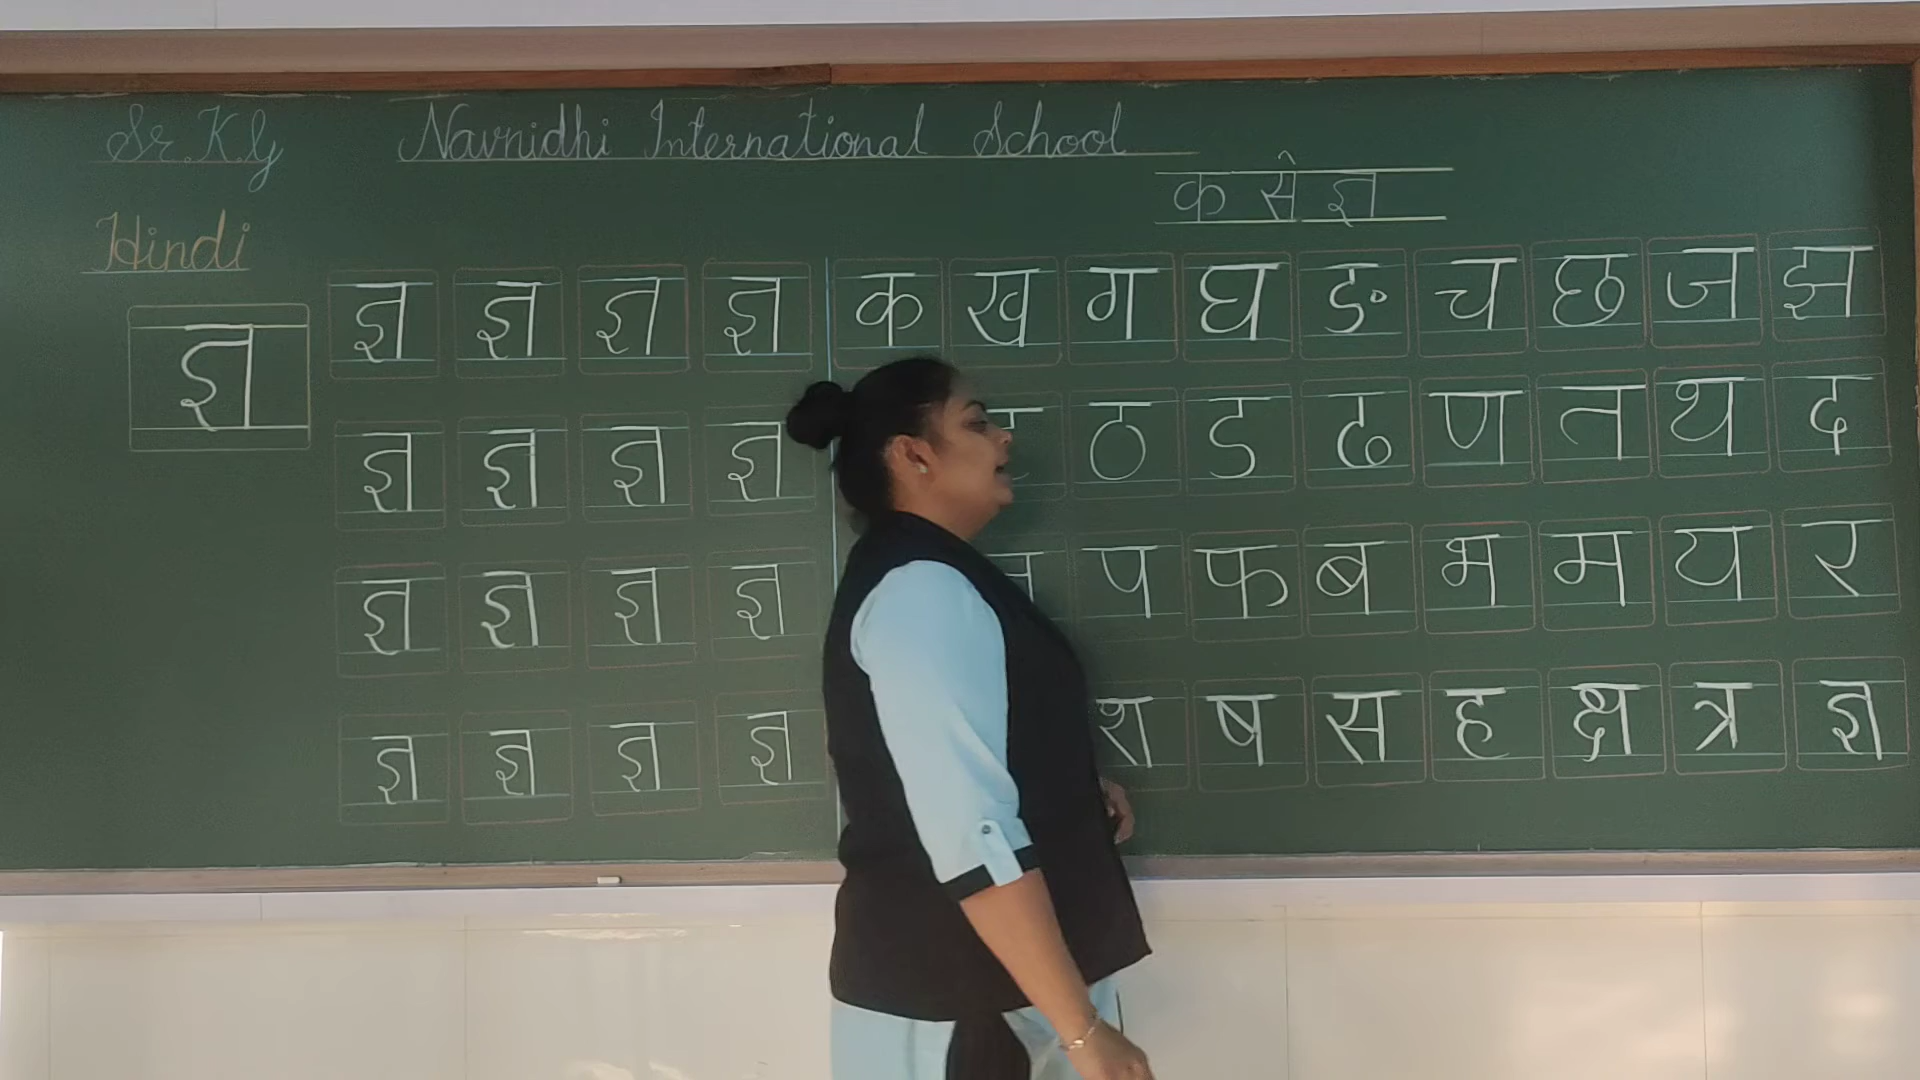 Sr. K.G Navnidhi International School
क से ज्ञ
Hindi
ज्ञ
ज्ञ ज्ञ ज्ञ ज्ञ क ख ग घ ङ च छ ज झ
ज्ञ ज्ञ ज्ञ ज्ञ ठ ड ढ ण त थ द
ज्ञ ज्ञ ज्ञ ज्ञ प फ ब भ म य र
ज्ञ ज्ञ ज्ञ ज्ञ श ष स ह क्ष त्र ज्ञ